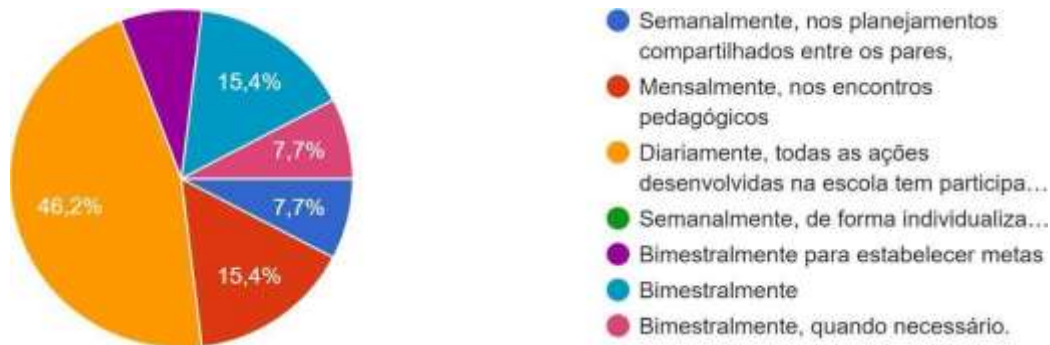 15,4%
7,7%
7,7%
15,4%
46,2%
Semanalmente, nos planejamentos
compartilhados entre os pares,
Mensalmente, nos encontros
pedagógicos
Diariamente, todas as ações
desenvolvidas na escola tem participa…
Semanalmente, de forma individualiza…
Bimestralmente para estabelecer metas
Bimestralmente
Bimestralmente, quando necessário.